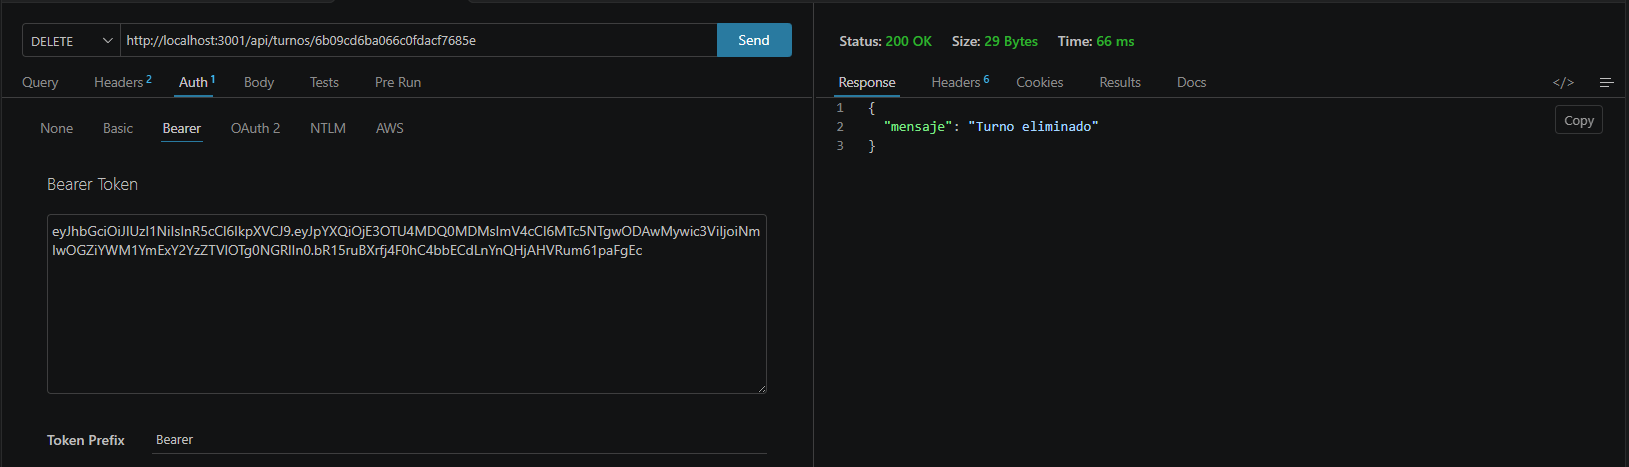 DELETE http://localhost:3001/api/turnos/6b09cd6ba066c0fdacf7685e Send
Query Headers 2 Auth 1 Body Tests Pre Run
None Basic Bearer OAuth 2 NTLM AWS
Bearer Token
eyJhbGciOiJIUzI1NiIsInR5cCI6IkpXVCJ9.eyJpYXQiOjE3OTU4MDQ0MDMsImV4cCI6MTc5NTgwODAwMywic3ViIjoiNm
IwOGZiYWM1YmExY2YzZTVlOTg0NGRlIn0.bR15ruBXrfj4F0hC4bbECdLnYnQHjAHVRum61paFgEc
Token Prefix Bearer
Status: 200 OK Size: 29 Bytes Time: 66 ms
Response Headers 6 Cookies Results Docs </>
1 {
2 "mensaje": "Turno eliminado"
3 }
Copy